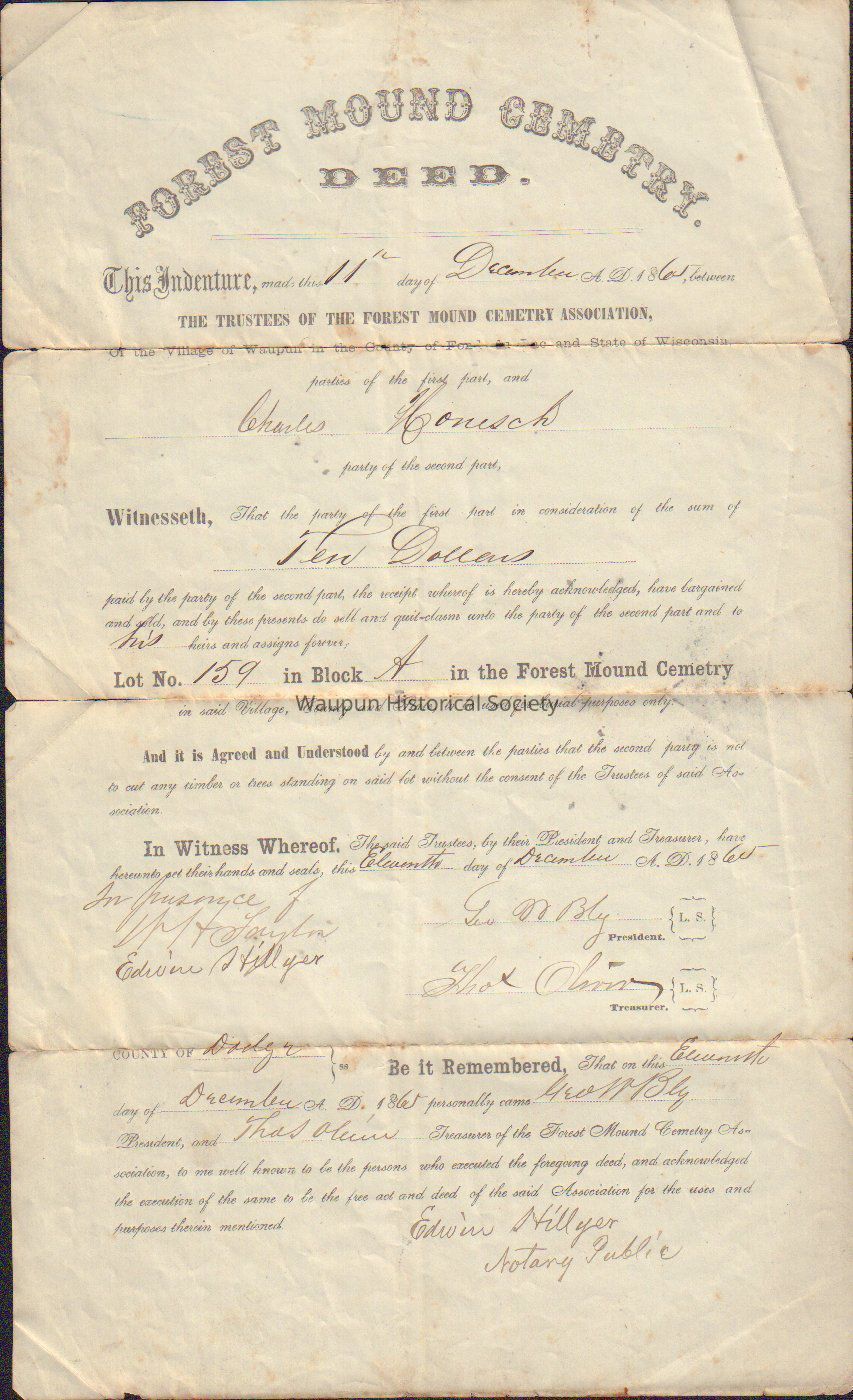 FOREST MOUND CEMETRY.
DEED.
This Indenture, made this 11th day of December A. D. 1865, between
THE TRUSTEES OF THE FOREST MOUND CEMETRY ASSOCIATION,
Of the Village of Waupun in the County of Fond du Lac and State of Wisconsin
parties of the first part, and
Charles Honesch
party of the second part,
Witnesseth, That the party of the first part in consideration of the sum of
Ten Dollars
paid by the party of the second part, the receipt whereof is hereby acknowledged, have bargained
and sold, and by these presents do sell and quit-claim unto the party of the second part and to
his heirs and assigns forever;
Lot No. 159 in Block A in the Forest Mound Cemetry
Waupun Historical Society
in said Village, purposes only.
And it is Agreed and Understood by and between the parties that the second party is not
to cut any timber or trees standing on said lot without the consent of the Trustees of said As-
sociation.
In Witness Whereof. The said Trustees, by their President and Treasurer, have
hereunto set their hands and seals, this Eleventh day of December A. D. 1865
In presence of
Geo W Bly {L. S.}
President.
Taylor
Edwin Hillyer
Thos Oliver {L. S.}
Treasurer.
COUNTY OF Dodge } ss Be it Remembered, That on this Eleventh
day of December A. D. 1865 personally came Geo W Bly
President, and Thos Oliver Treasurer of the Forest Mound Cemetry As-
sociation, to me well known to be the persons who executed the foregoing deed, and acknowledged
the execution of the same to be the free act and deed of the said Association for the uses and
purposes therein mentioned.
Edwin Hillyer
Notary Public